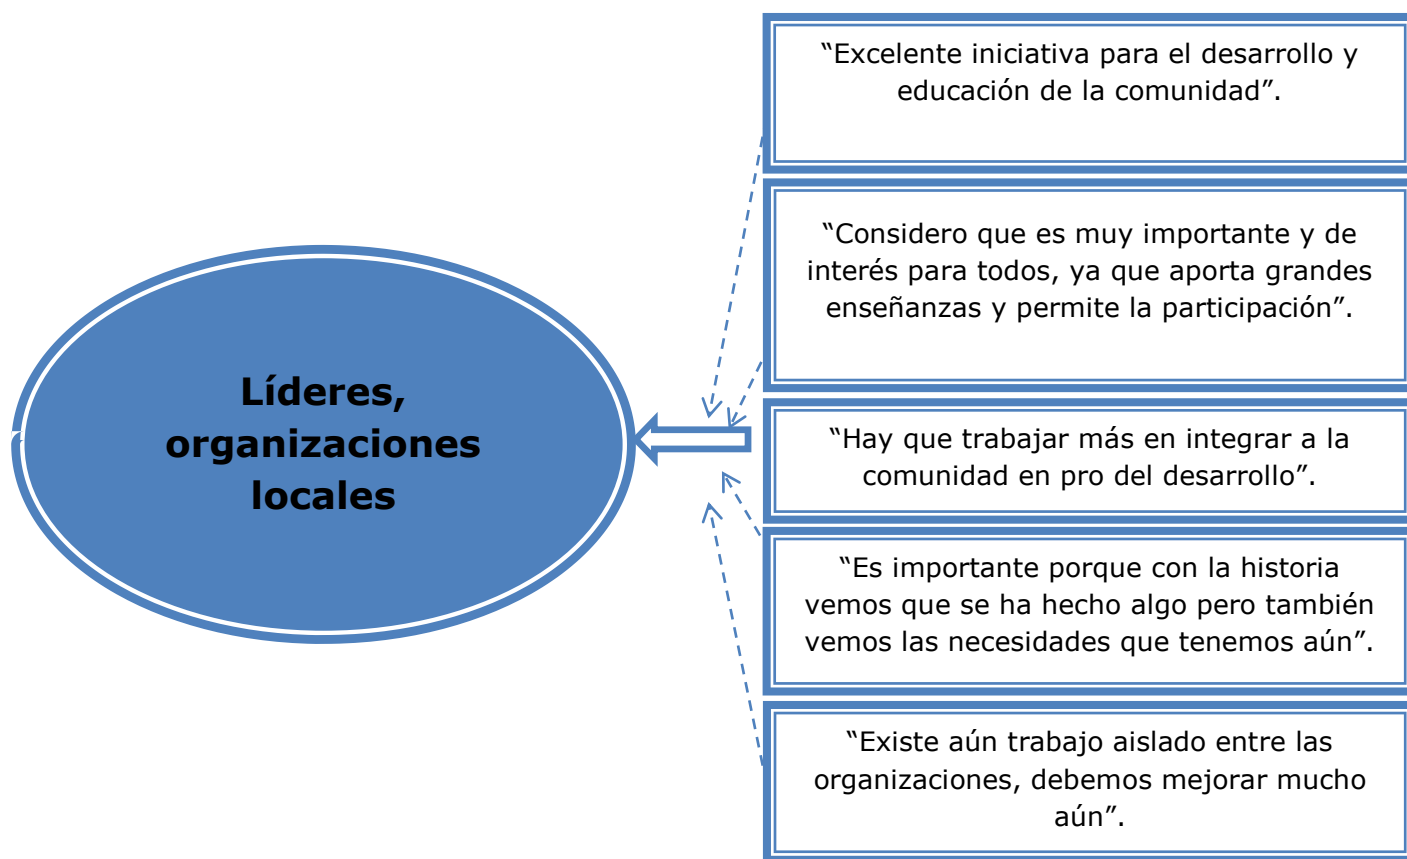 “Excelente iniciativa para el desarrollo y
educación de la comunidad”.
“Considero que es muy importante y de
interés para todos, ya que aporta grandes
enseñanzas y permite la participación”.
Líderes,
organizaciones
locales
“Hay que trabajar más en integrar a la
comunidad en pro del desarrollo”.
“Es importante porque con la historia
vemos que se ha hecho algo pero también
vemos las necesidades que tenemos aún”.
“Existe aún trabajo aislado entre las
organizaciones, debemos mejorar mucho
aún”.